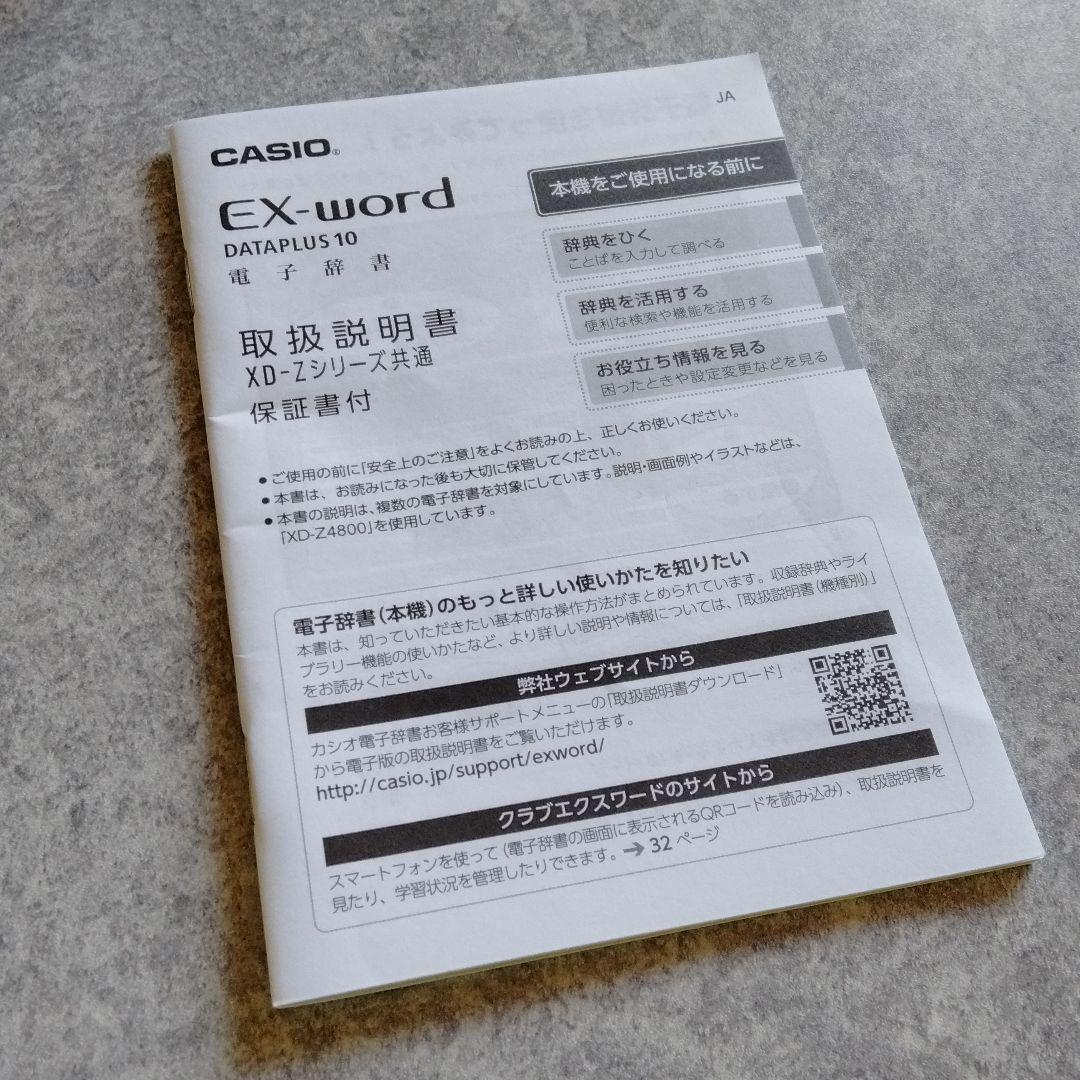 JA
CASIO®
EX-word
DATAPLUS 10
電子辞書
取扱説明書
XD-Zシリーズ共通
保証書付
本機をご使用になる前に
辞典をひく
ことばを入力して調べる
辞典を活用する
便利な検索や機能を活用する
お役立ち情報を見る
困ったときや設定変更などを見る
● ご使用の前に「安全上のご注意」をよくお読みの上、正しくお使いください。
● 本書は、お読みになった後も大切に保管してください。
● 本書の説明は、複数の電子辞書を対象にしています。説明・画面例やイラストなどは、
「XD-Z4800」を使用しています。
電子辞書(本機)のもっと詳しい使いかたを知りたい
本書は、知っていただきたい基本的な操作方法がまとめられています。収録辞典やライ
ブラリー機能の使いかたなど、より詳しい説明や情報については、「取扱説明書(機種別)」
をお読みください。
弊社ウェブサイトから
カシオ電子辞書お客様サポートメニューの「取扱説明書ダウンロード」
から電子版の取扱説明書をご覧いただけます。
http://casio.jp/support/exword/
クラブエクスワードのサイトから
スマートフォンを使って(電子辞書の画面に表示されるQRコードを読み込み)、取扱説明書を
見たり、学習状況を管理したりできます。➔ 32 ページ